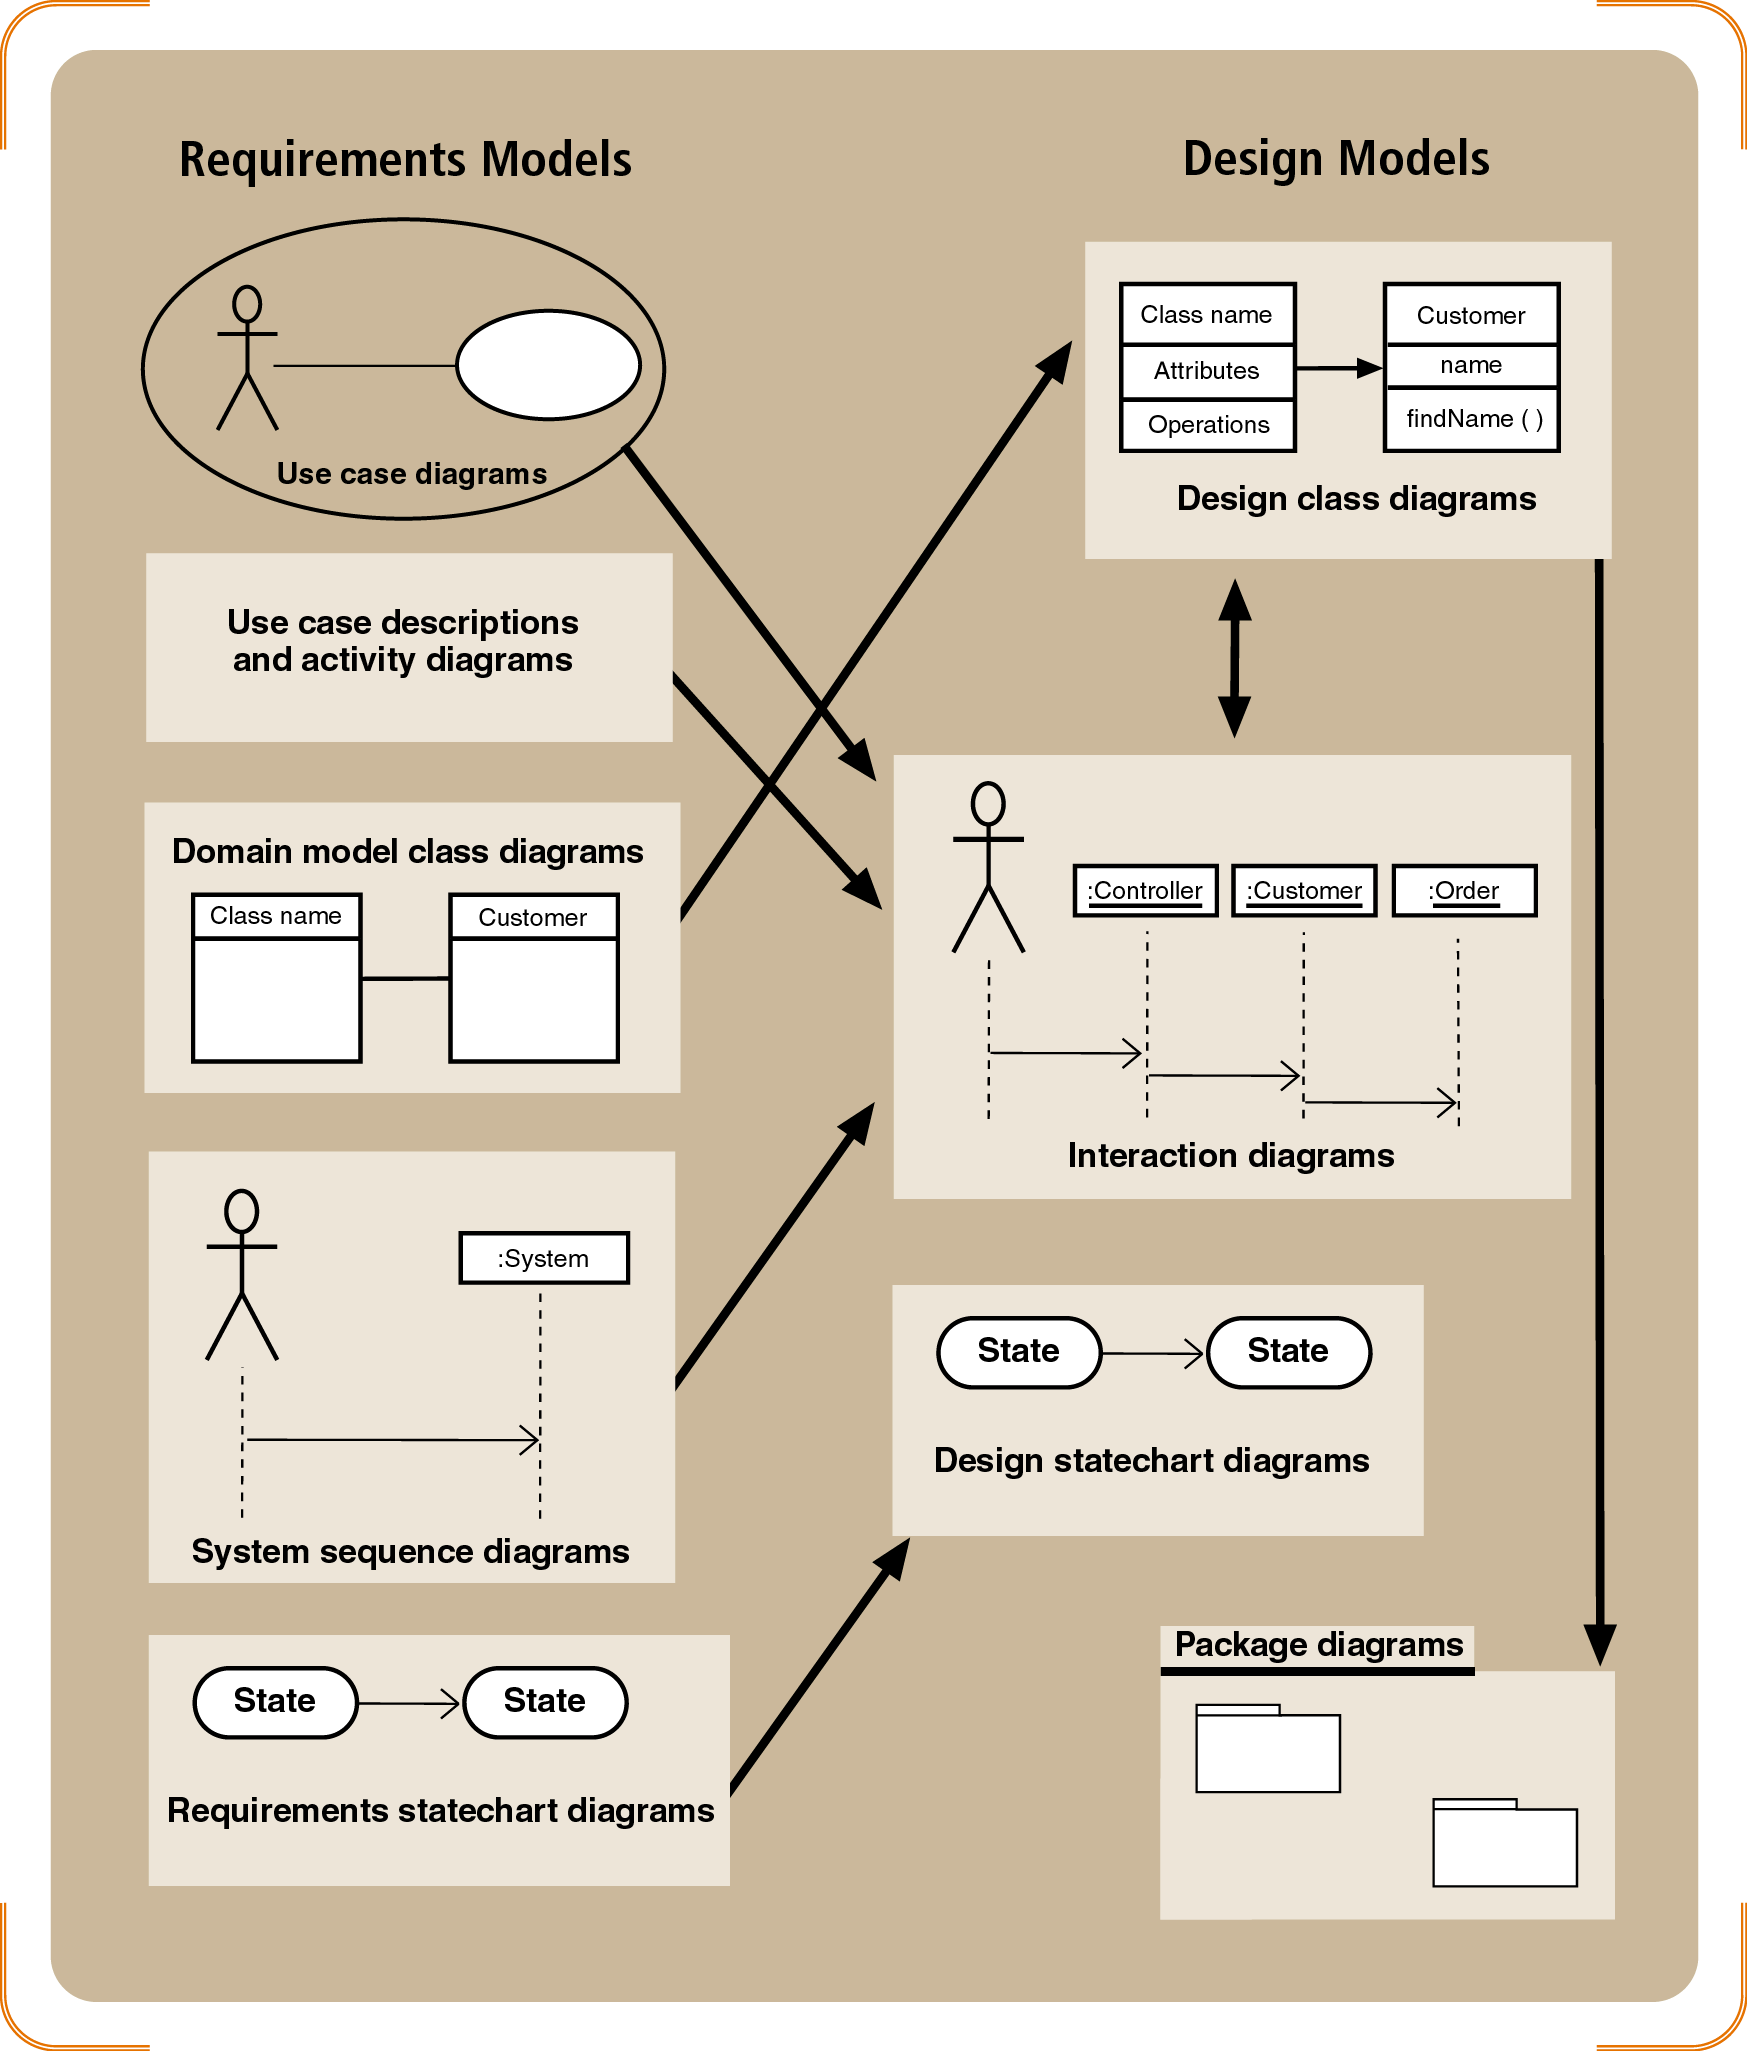 Requirements Models
Use case diagrams
Use case descriptions
and activity diagrams
Domain model class diagrams
Class name
Customer
:System
System sequence diagrams
State
State
Requirements statechart diagrams
Design Models
Class name
Attributes
Operations
Customer
name
findName ( )
Design class diagrams
:Controller
:Customer
:Order
Interaction diagrams
State
State
Design statechart diagrams
Package diagrams